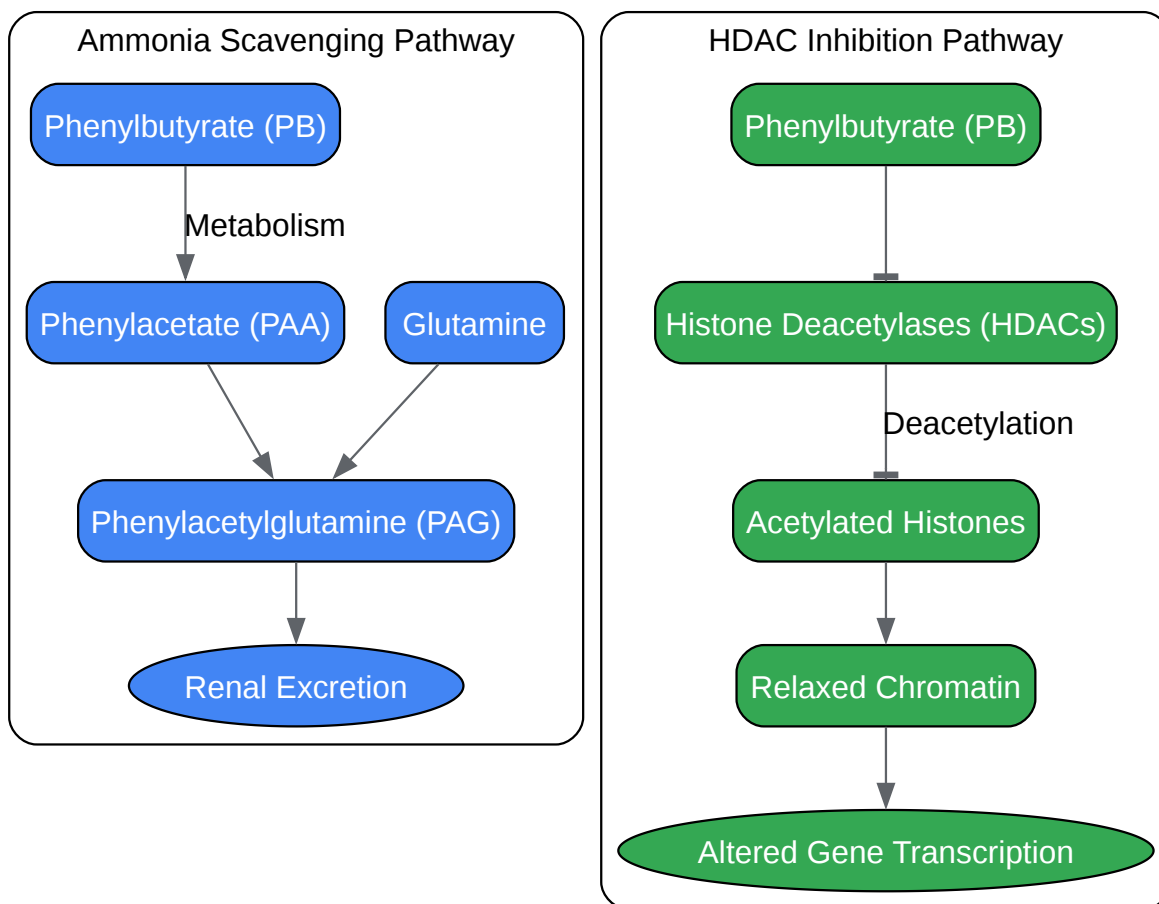 Ammonia Scavenging Pathway
Phenylbutyrate (PB)
Metabolism
Phenylacetate (PAA)
Glutamine
Phenylacetylglutamine (PAG)
Renal Excretion
HDAC Inhibition Pathway
Phenylbutyrate (PB)
Histone Deacetylases (HDACs)
Deacetylation
Acetylated Histones
Relaxed Chromatin
Altered Gene Transcription